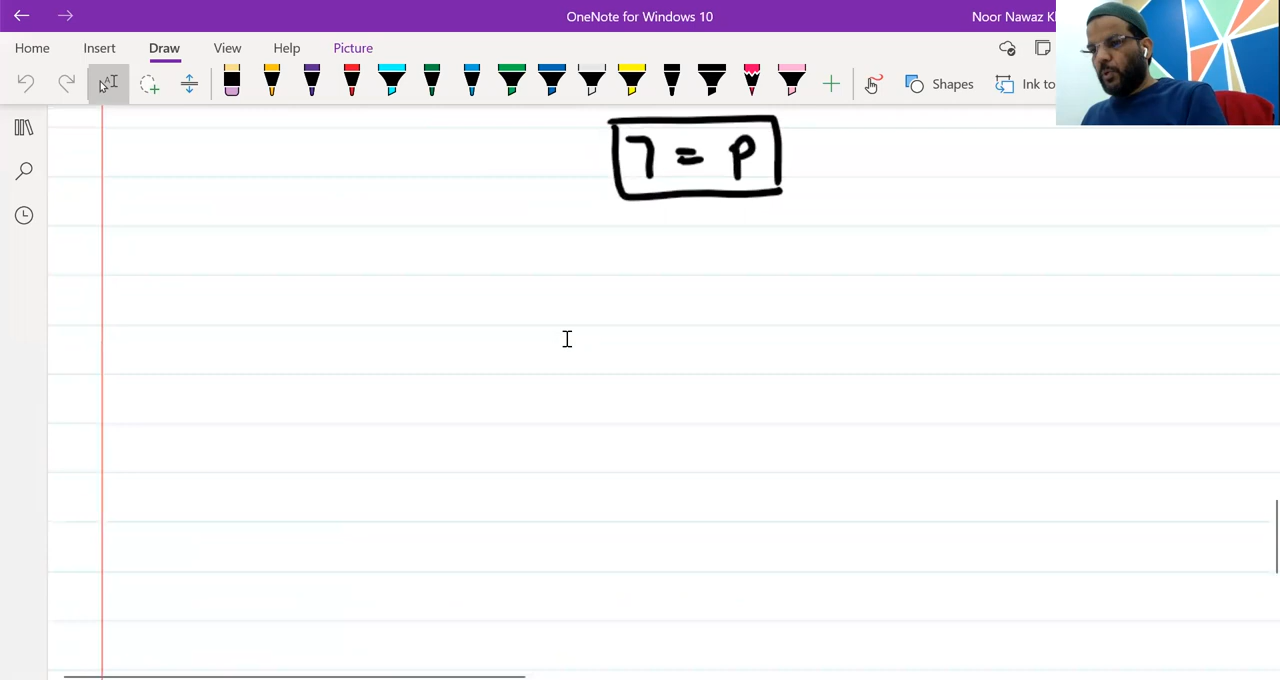 OneNote for Windows 10
Noor Nawaz
Home Insert Draw View Help Picture
Shapes Ink to
7 = P